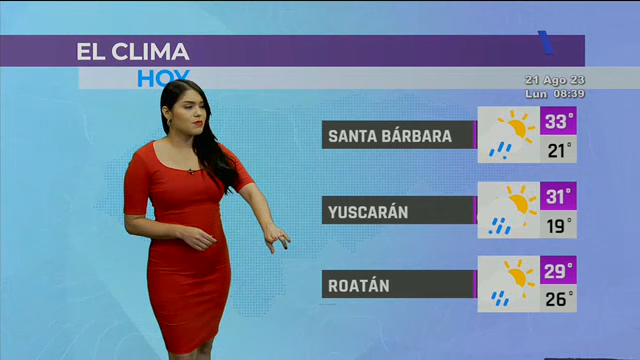 EL CLIMA
HOY
21 Ago 23
Lun 08:39
SANTA BÁRBARA 33° 21°
YUSCARÁN 31° 19°
ROATÁN 29° 26°